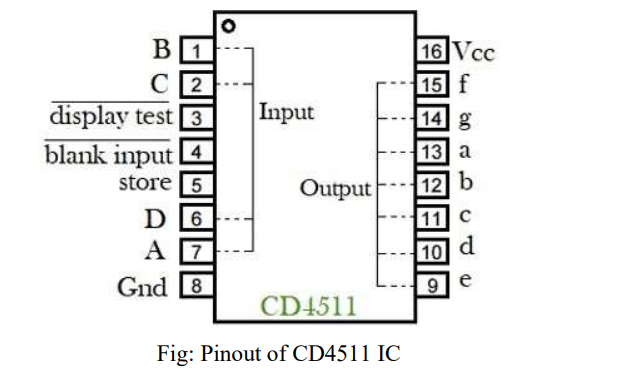 B 1 16 Vcc
C 2 15 f
display test 3 Input 14 g
blank input 4 13 a
store 5 Output 12 b
D 6 11 c
A 7 10 d
Gnd 8 9 e
CD4511
Fig: Pinout of CD4511 IC